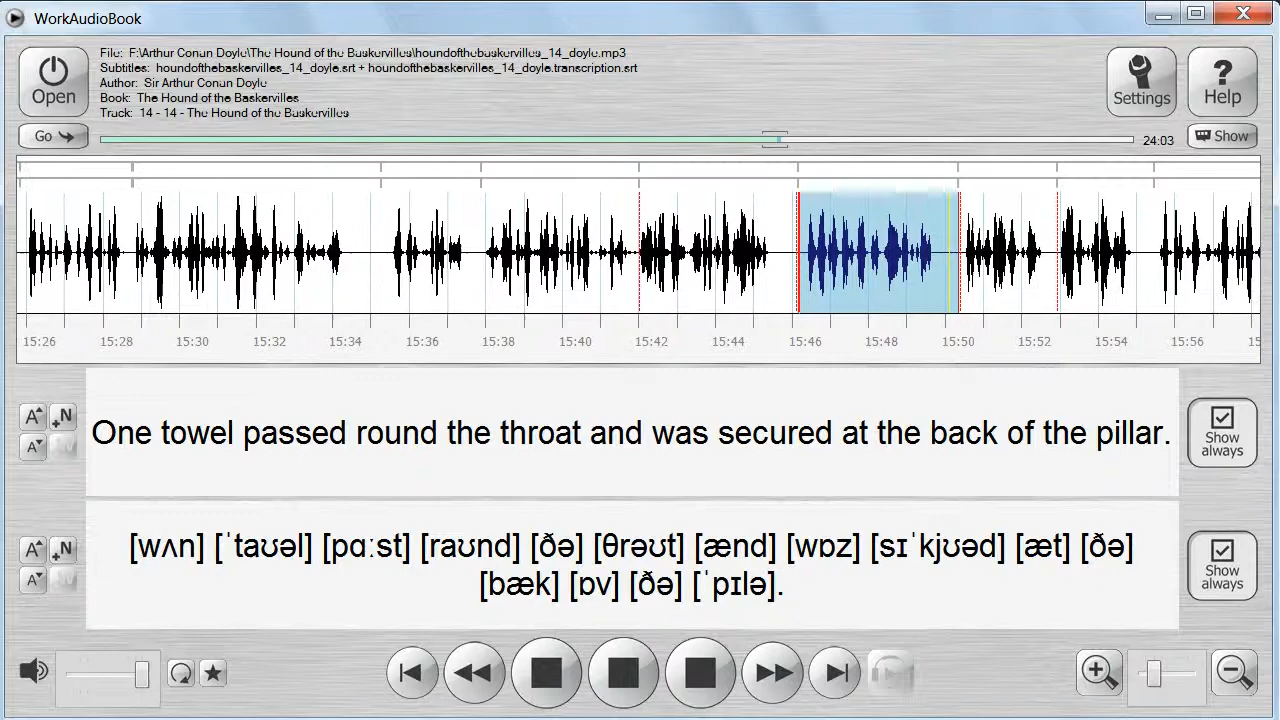 WorkAudioBook
File: F:\Arthur Conan Doyle\The Hound of the Baskervilles\houndofthebaskervilles_14_doyle.mp3
Subtitles: houndofthebaskervilles_14_doyle.srt + houndofthebaskervilles_14_doyle.transcription.srt
Author: Sir Arthur Conan Doyle
Book: The Hound of the Baskervilles
Track: 14 - 14 - The Hound of the Baskervilles
Open
Settings
? Help
Go
24:03
Show
15:26 15:28 15:30 15:32 15:34 15:36 15:38 15:40 15:42 15:44 15:46 15:48 15:50 15:52 15:54 15:56 15
A +N
A
One towel passed round the throat and was secured at the back of the pillar.
Show
always
A +N
A
[wʌn] [ˈtaʊəl] [pɑːst] [raʊnd] [ðə] [θrəʊt] [ænd] [wɒz] [sɪˈkjʊəd] [æt] [ðə]
[bæk] [ɒv] [ðə] [ˈpɪlə].
Show
always